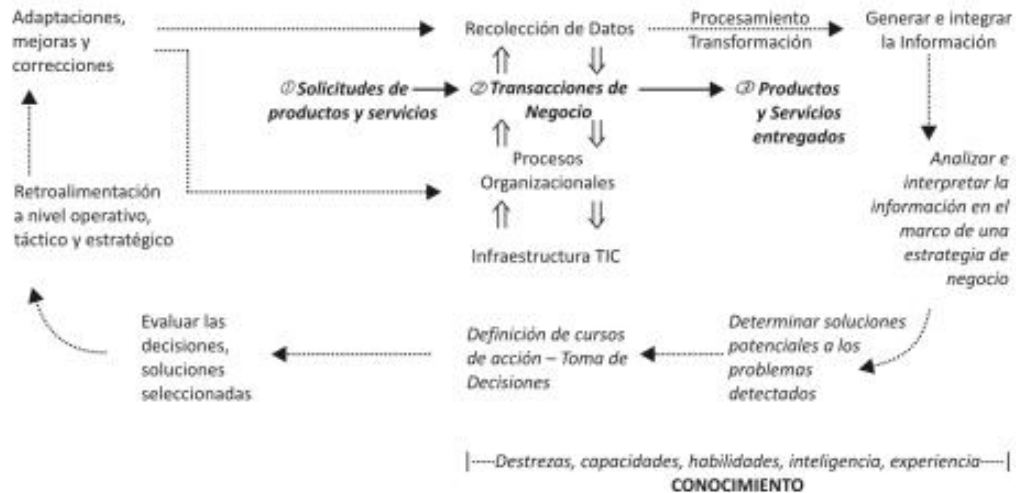 Adaptaciones,
mejoras y
correcciones
Recolección de Datos
Procesamiento
Transformación
Generar e integrar
la Información
① Solicitudes de
productos y servicios
② Transacciones de
Negocio
③ Productos
y Servicios
entregados
Procesos
Organizacionales
Infraestructura TIC
Analizar e
interpretar la
información en el
marco de una
estrategia de
negocio
Retroalimentación
a nivel operativo,
táctico y estratégico
Evaluar las
decisiones,
soluciones
seleccionadas
Definición de cursos
de acción – Toma de
Decisiones
Determinar soluciones
potenciales a los
problemas
detectados
|----Destrezas, capacidades, habilidades, inteligencia, experiencia----|
CONOCIMIENTO